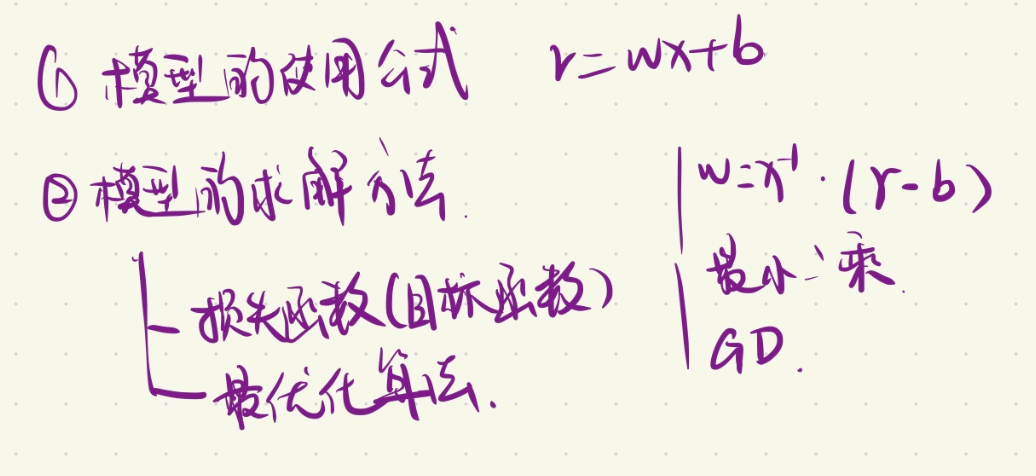 ① 模型的使用公式 r=wx+b
② 模型的求解方法.
损失函数(目标函数)
最优化算法.
w=x⁻¹·(r-b)
最小二乘.
GD.